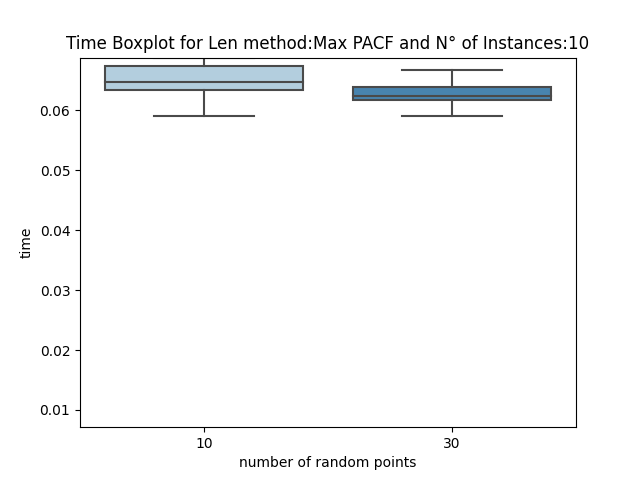 Time Boxplot for Len method:Max PACF and N° of Instances:10
0.06
0.05
0.04
0.03
0.02
0.01
time
10 30
number of random points